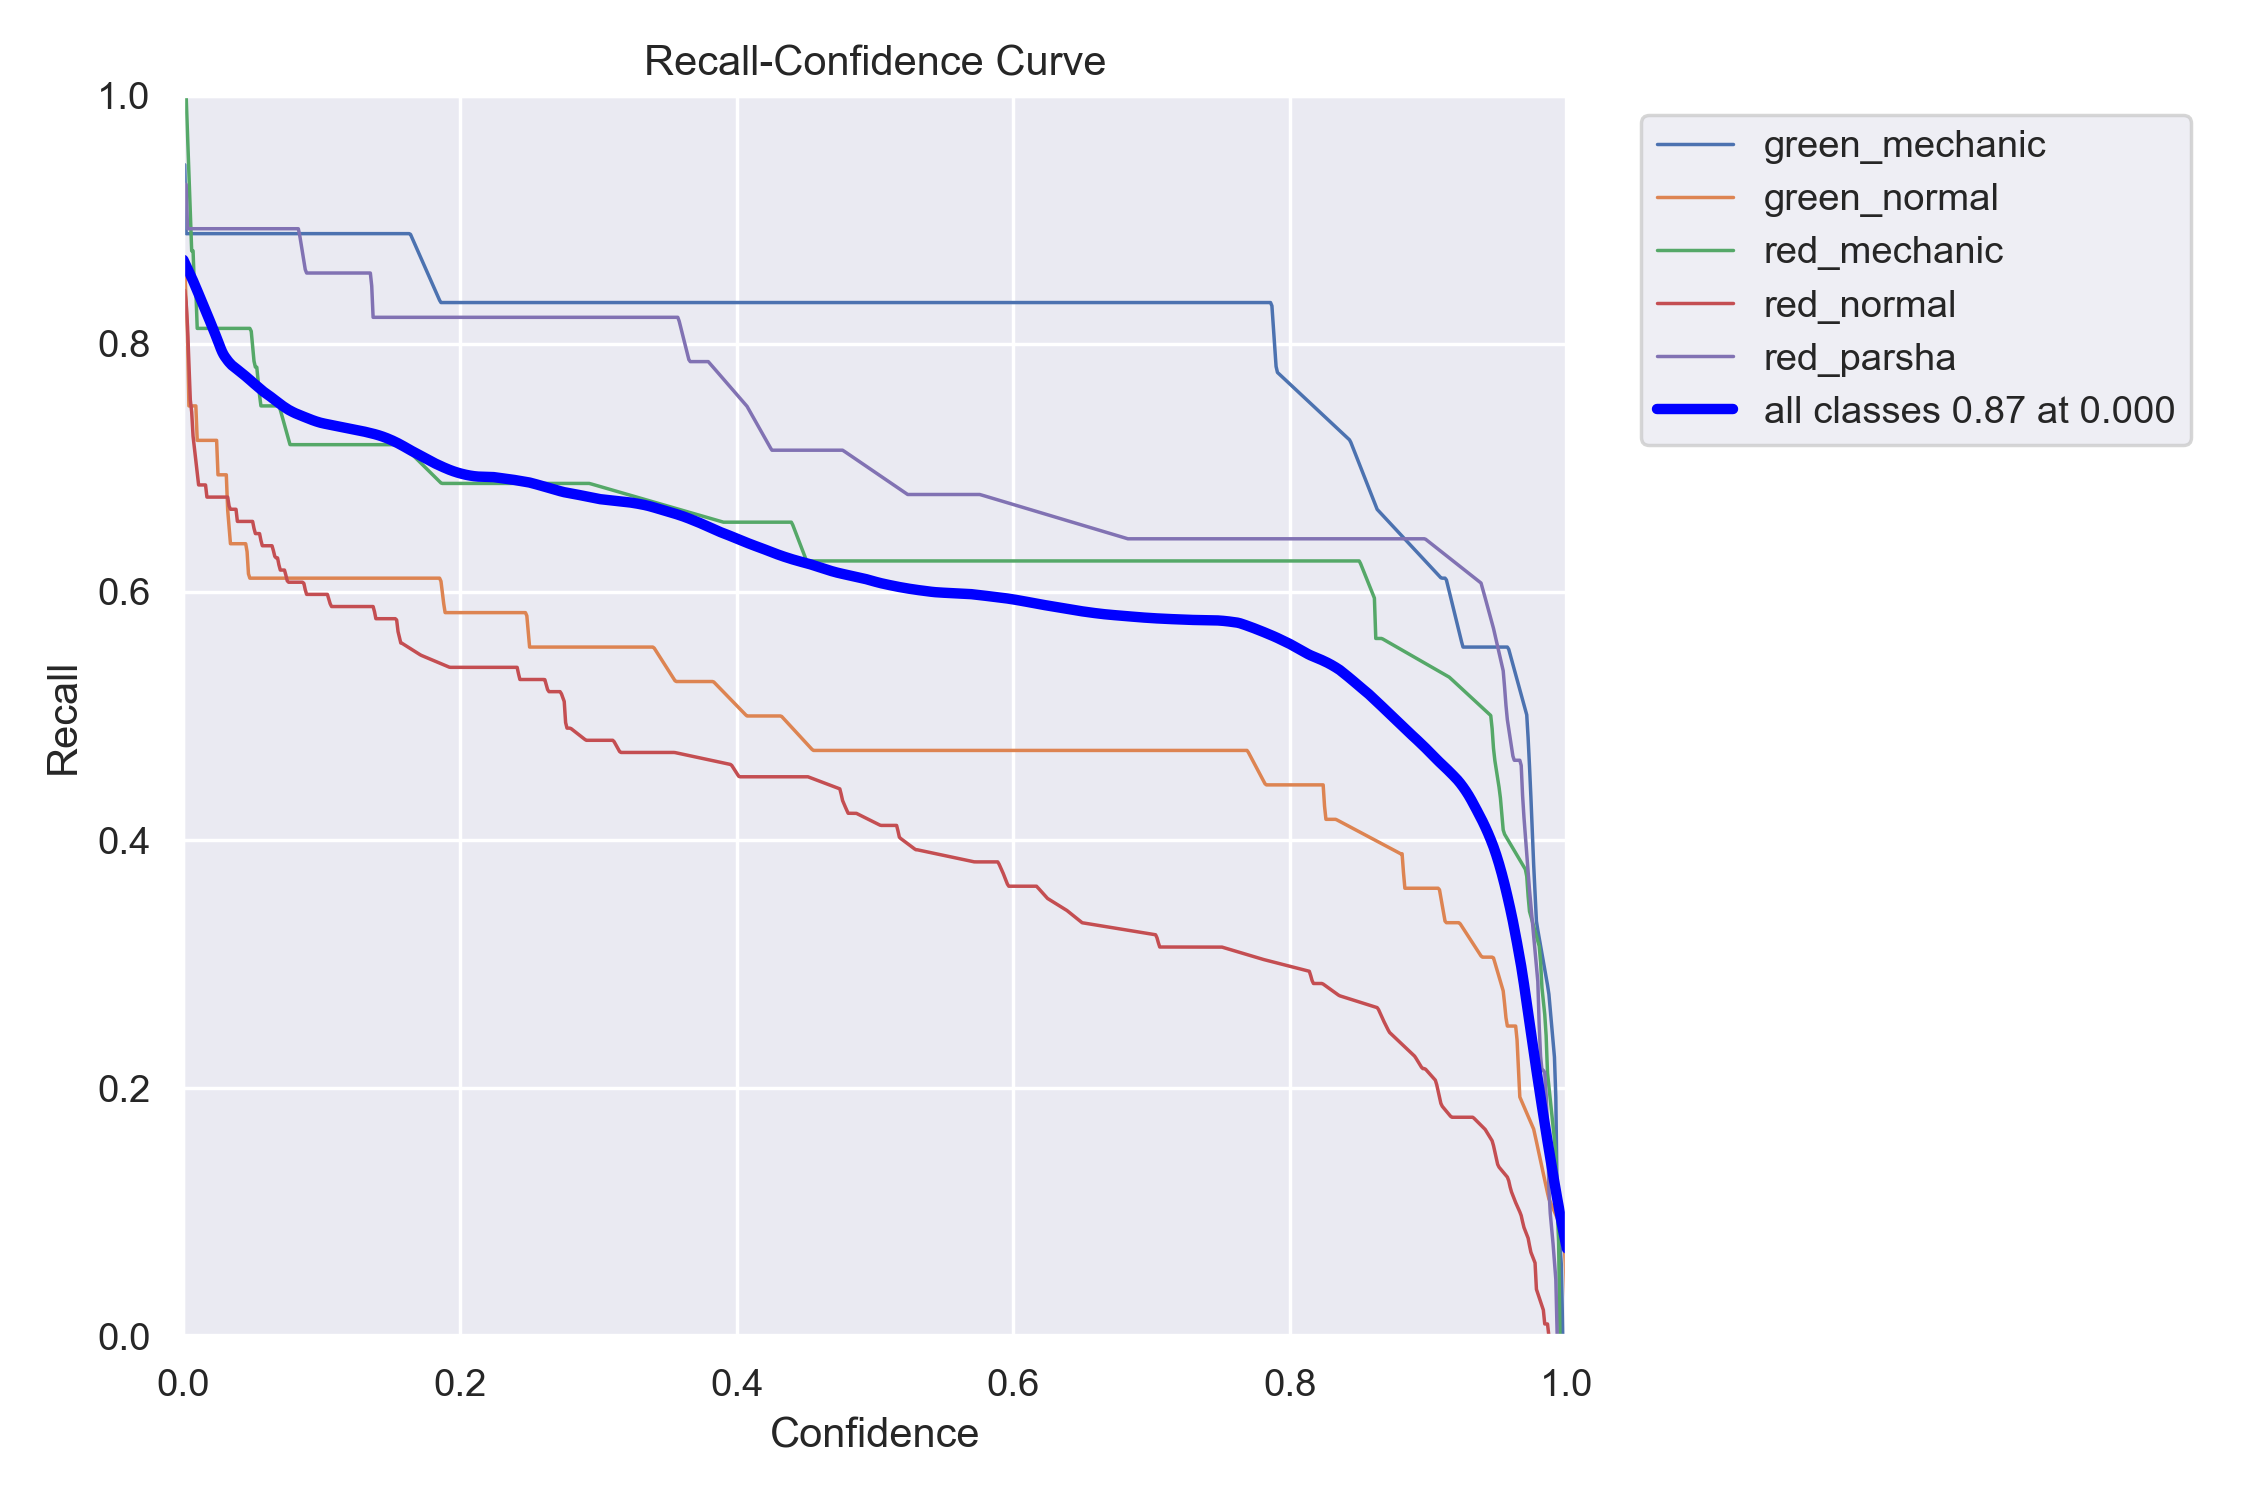 Recall-Confidence Curve
1.0
0.8
0.6
0.4
0.2
0.0
Recall
0.0 0.2 0.4 0.6 0.8 1.0
Confidence
green_mechanic
green_normal
red_mechanic
red_normal
red_parsha
all classes 0.87 at 0.000